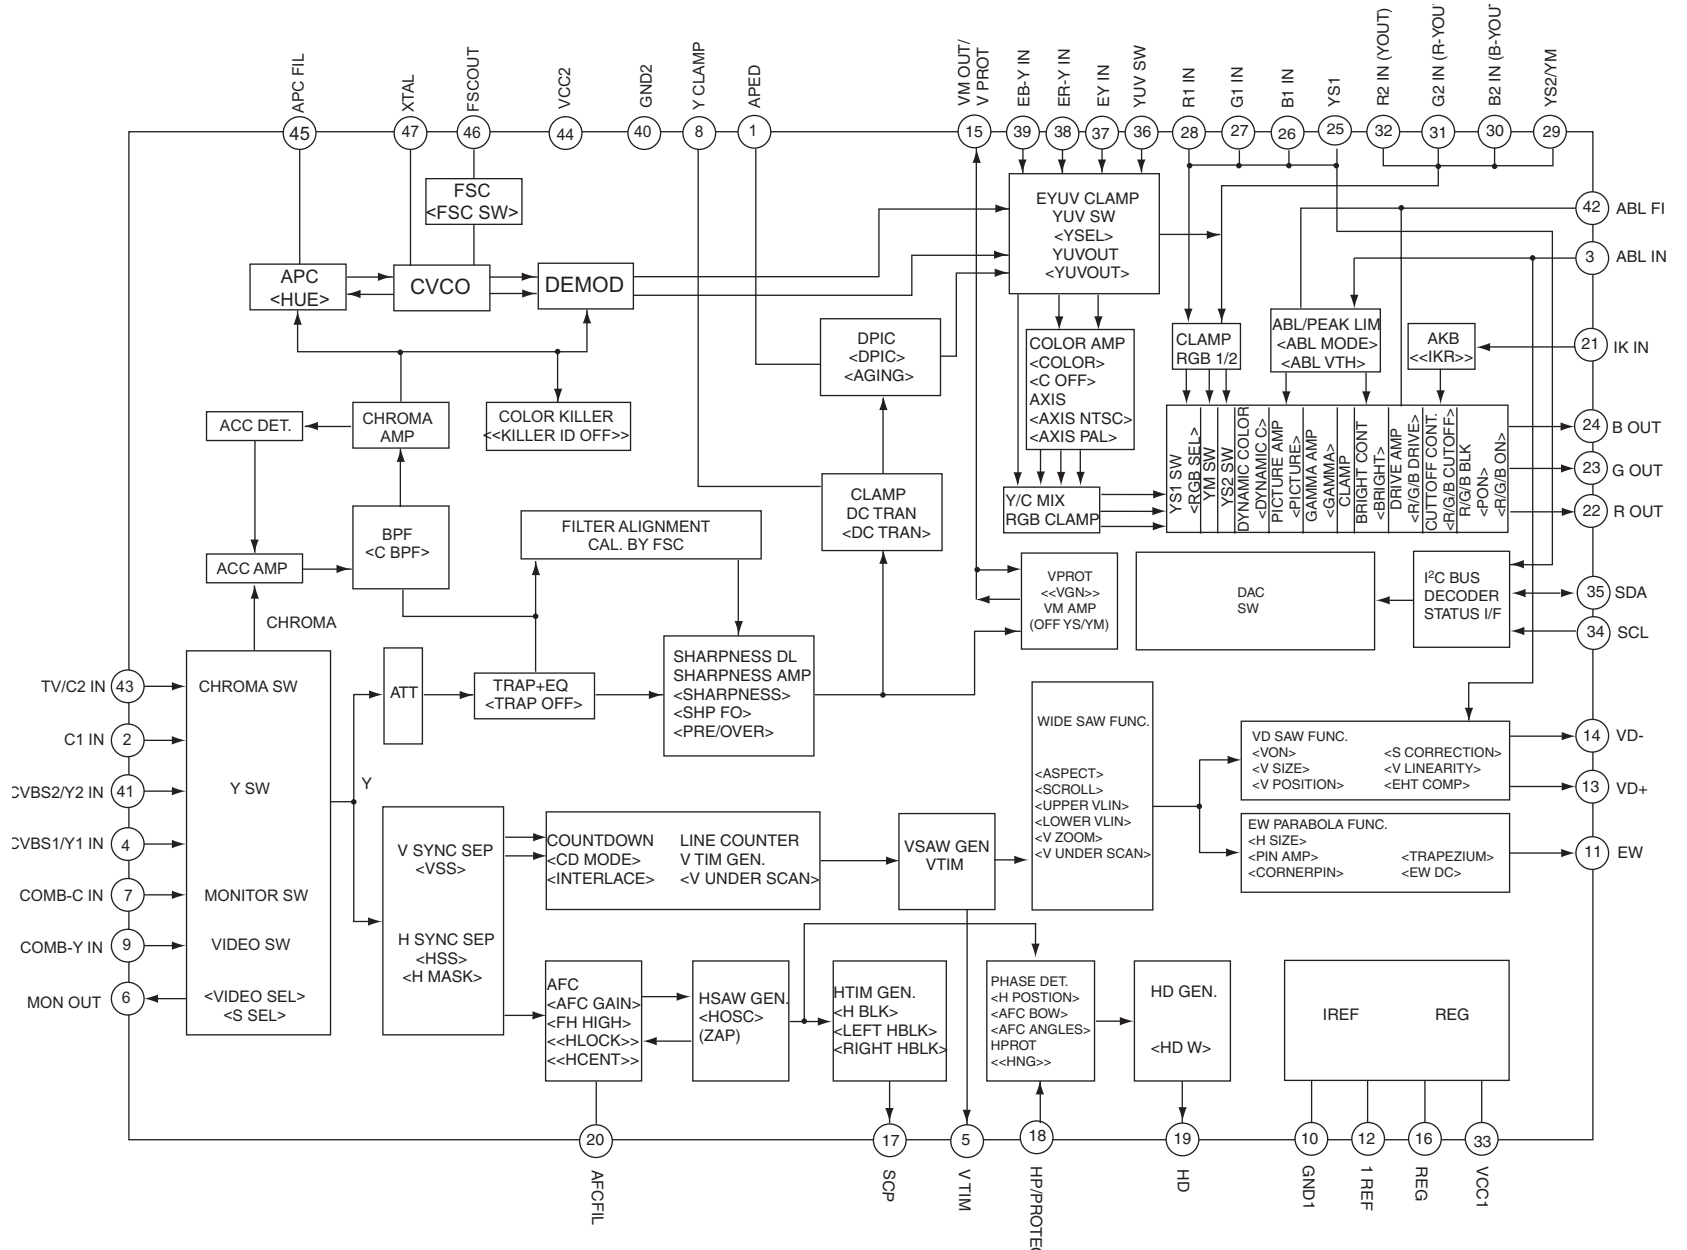 APC FIL
XTAL
FSCOUT
VCC2
GND2
Y CLAMP
APED
VM OUT/
V PROT
EB-Y IN
ER-Y IN
EY IN
YUV SW
R1 IN
G1 IN
B1 IN
YS1
R2 IN (YOUT)
G2 IN (R-YOU
B2 IN (B-YOU
YS2/YM
45
47
46
44
40
8
1
15
39
38
37
36
28
27
26
25
32
31
30
29
FSC
<FSC SW>
EYUV CLAMP
YUV SW
<YSEL>
YUVOUT
<YUVOUT>
42
ABL FI
3
ABL IN
APC
<HUE>
CVCO
DEMOD
DPIC
<DPIC>
<AGING>
COLOR AMP
<COLOR>
<C OFF>
AXIS
<AXIS NTSC>
<AXIS PAL>
CLAMP
RGB 1/2
ABL/PEAK LIM
<ABL MODE>
<ABL VTH>
AKB
<<IKR>>
21
IK IN
ACC DET.
CHROMA
AMP
COLOR KILLER
<<KILLER ID OFF>>
YS1 SW
<RGB SEL>
YM SW
YS2 SW
DYNAMIC COLOR
<DYNAMIC C>
PICTURE AMP
<PICTURE>
GAMMA AMP
<GAMMA>
CLAMP
BRIGHT CONT
<BRIGHT>
DRIVE AMP
<R/G/B DRIVE>
CUTTOFF CONT.
<R/G/B CUTOFF>
R/G/B BLK
<PON>
<R/G/B ON>
24
B OUT
23
G OUT
22
R OUT
CLAMP
DC TRAN
<DC TRAN>
Y/C MIX
RGB CLAMP
BPF
<C BPF>
FILTER ALIGNMENT
CAL. BY FSC
ACC AMP
VPROT
<<VGN>>
VM AMP
(OFF YS/YM)
DAC
SW
I²C BUS
DECODER
STATUS I/F
35
SDA
34
SCL
CHROMA
TV/C2 IN
43
CHROMA SW
ATT
TRAP+EQ
<TRAP OFF>
SHARPNESS DL
SHARPNESS AMP
<SHARPNESS>
<SHP FO>
<PRE/OVER>
C1 IN
2
CVBS2/Y2 IN
41
Y SW
Y
CVBS1/Y1 IN
4
COMB-C IN
7
MONITOR SW
COMB-Y IN
9
VIDEO SW
MON OUT
6
<VIDEO SEL>
<S SEL>
WIDE SAW FUNC.
<ASPECT>
<SCROLL>
<UPPER VLIN>
<LOWER VLIN>
<V ZOOM>
<V UNDER SCAN>
VD SAW FUNC.
<VON>
<V SIZE>
<V POSITION>
<S CORRECTION>
<V LINEARITY>
<EHT COMP>
14
VD-
13
VD+
EW PARABOLA FUNC.
<H SIZE>
<PIN AMP>
<CORNERPIN>
<TRAPEZIUM>
<EW DC>
11
EW
V SYNC SEP
<VSS>
H SYNC SEP
<HSS>
<H MASK>
COUNTDOWN
<CD MODE>
<INTERLACE>
LINE COUNTER
V TIM GEN.
<V UNDER SCAN>
VSAW GEN
VTIM
AFC
<AFC GAIN>
<FH HIGH>
<<HLOCK>>
<<HCENT>>
HSAW GEN.
<HOSC>
(ZAP)
HTIM GEN.
<H BLK>
<LEFT HBLK>
<RIGHT HBLK>
PHASE DET.
<H POSTION>
<AFC BOW>
<AFC ANGLES>
HPROT
<<HNG>>
HD GEN.
<HD W>
IREF
REG
20
17
5
18
19
10
12
16
33
AFCFIL
SCP
V TIM
HP/PROTEC
HD
GND1
1 REF
REG
VCC1